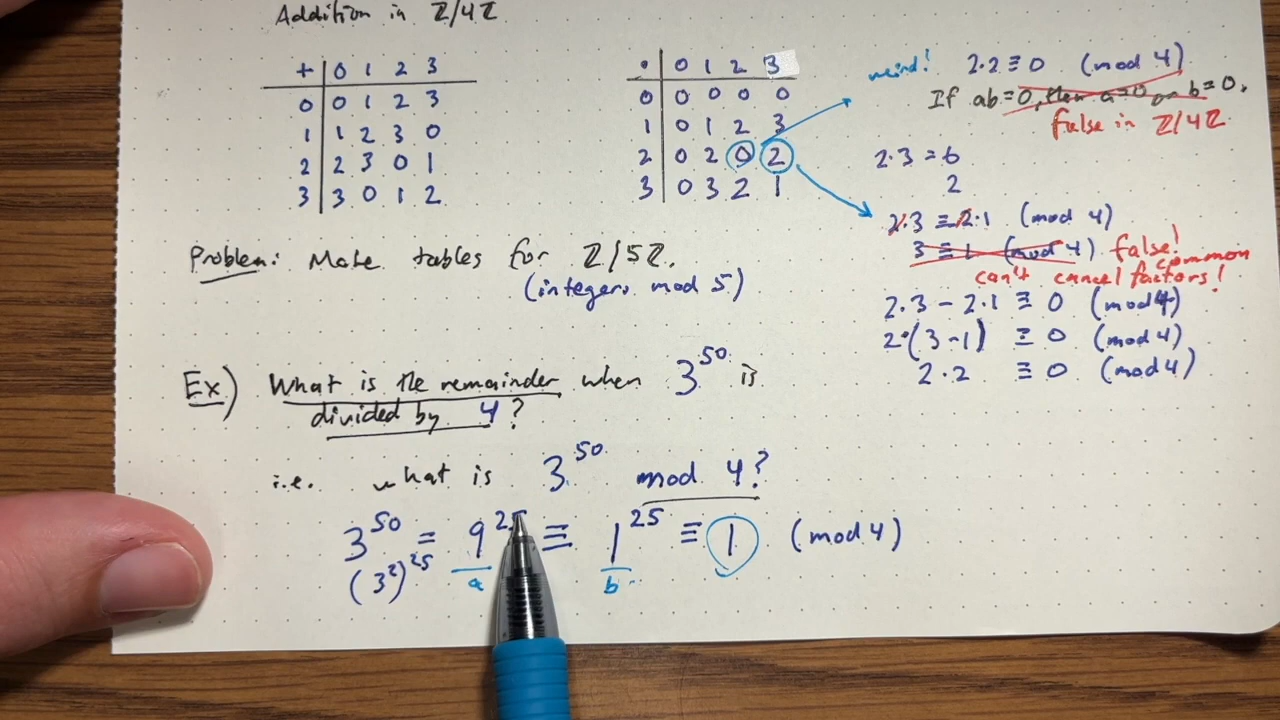 Addition in ℤ/4ℤ
+ 0 1 2 3
0 0 1 2 3
1 1 2 3 0
2 2 3 0 1
3 3 0 1 2
• 0 1 2 3
0 0 0 0 0
1 0 1 2 3
2 0 2 0 2
3 0 3 2 1
weird! 2·2 ≡ 0 (mod 4)
If ab=0, then a=0 or b=0.
false in ℤ/4ℤ
2·3 = 6
2
2·3 ≡ 2·1 (mod 4)
3 ≡ 1 (mod 4) false!
can't cancel common factors!
2·3 - 2·1 ≡ 0 (mod 4)
2·(3-1) ≡ 0 (mod 4)
2·2 ≡ 0 (mod 4)
Problem: Make tables for ℤ/5ℤ.
(integers mod 5)
Ex) What is the remainder when 3^50 is
divided by 4?
i.e. what is 3^50 mod 4?
3^50 = 9^25 ≡ 1^25 ≡ 1 (mod 4)
(3^2)^25 a b